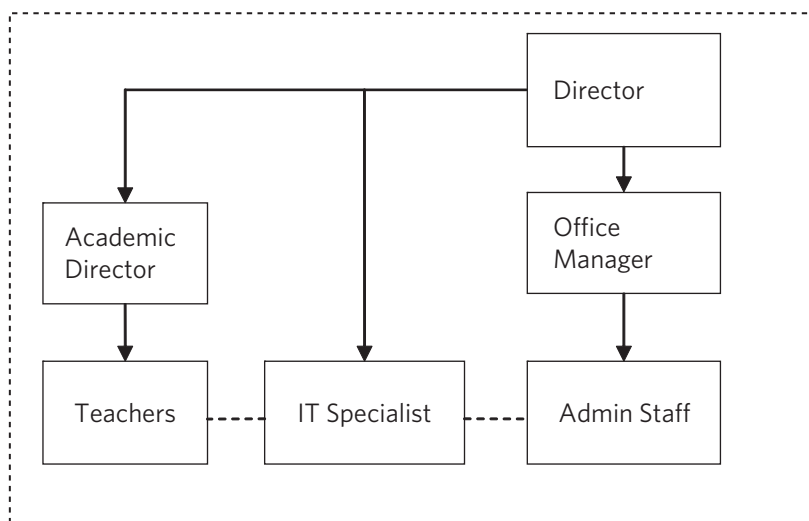 Director
Academic
Director
Office
Manager
Teachers
IT Specialist
Admin Staff